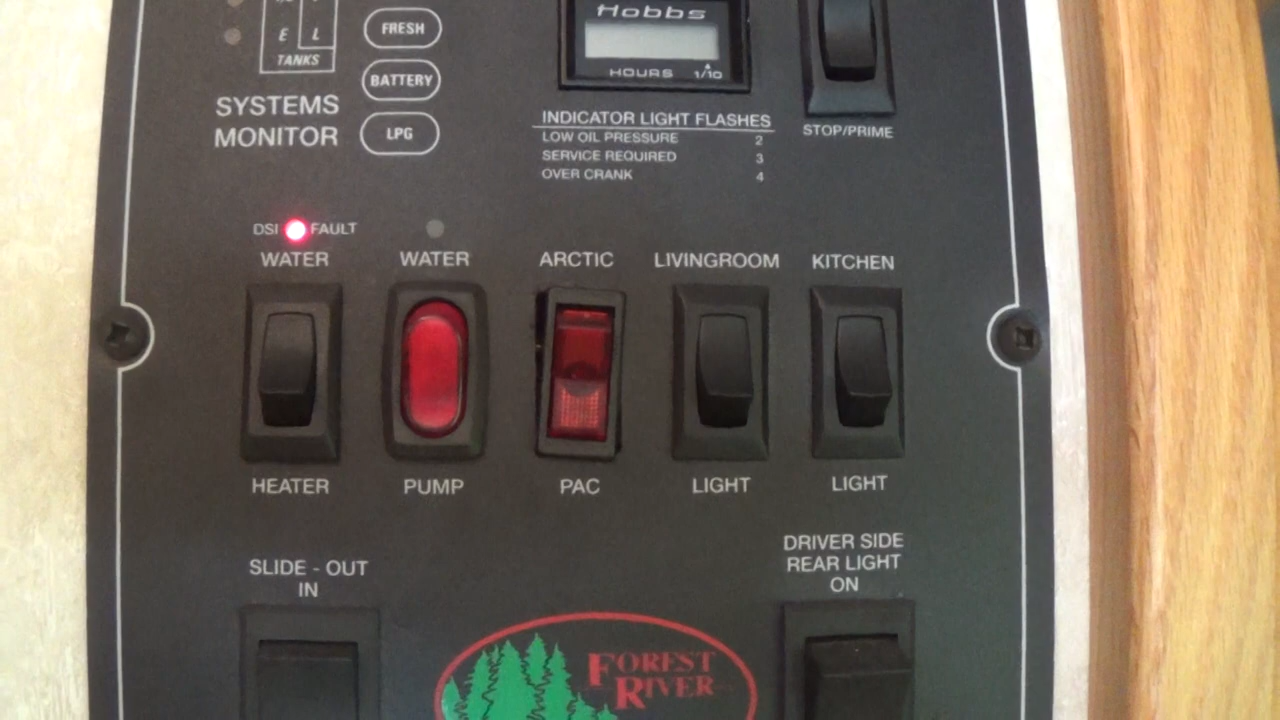 E L
TANKS
SYSTEMS
MONITOR
FRESH
BATTERY
LPG
Hobbs
HOURS 1/10
INDICATOR LIGHT FLASHES
LOW OIL PRESSURE 2
SERVICE REQUIRED 3
OVER CRANK 4
STOP/PRIME
DSI FAULT
WATER
HEATER
WATER
PUMP
ARCTIC
PAC
LIVINGROOM
LIGHT
KITCHEN
LIGHT
SLIDE - OUT
IN
DRIVER SIDE
REAR LIGHT
ON
FOREST
RIVER